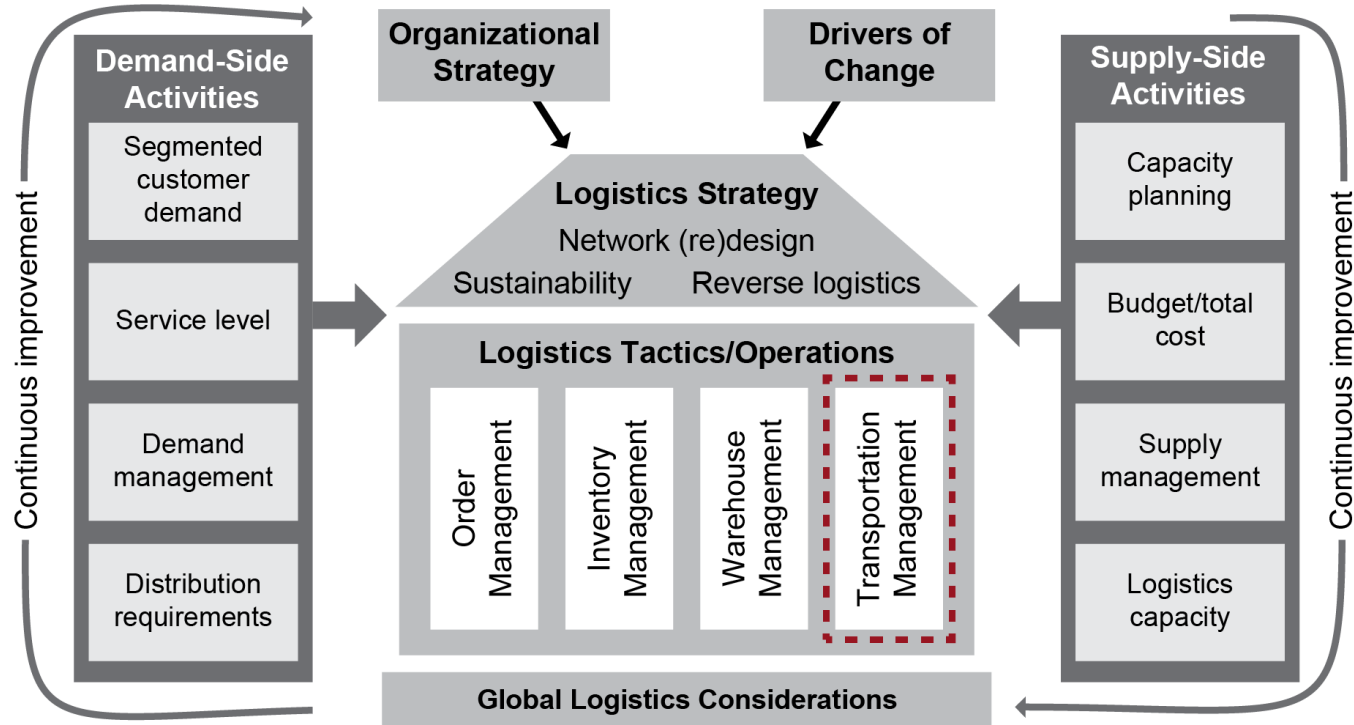 Continuous improvement
Demand-Side
Activities
Segmented
customer
demand
Service level
Demand
management
Distribution
requirements
Organizational
Strategy
Drivers of
Change
Logistics Strategy
Network (re)design
Sustainability
Reverse logistics
Logistics Tactics/Operations
Order
Management
Inventory
Management
Warehouse
Management
Transportation
Management
Global Logistics Considerations
Supply-Side
Activities
Capacity
planning
Budget/total
cost
Supply
management
Logistics
capacity
Continuous improvement